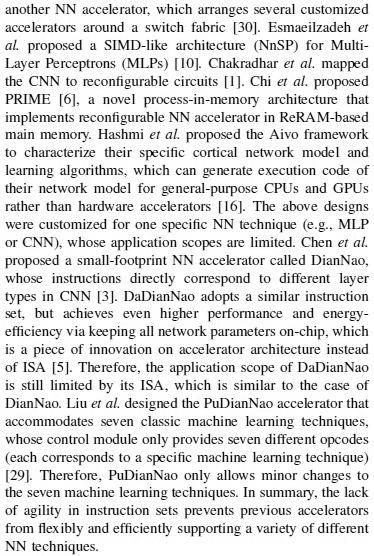 another NN accelerator, which arranges several customized
accelerators around a switch fabric [30]. Esmaeilzadeh et
al. proposed a SIMD-like architecture (NnSP) for Multi-
Layer Perceptrons (MLPs) [10]. Chakradhar et al. mapped
the CNN to reconfigurable circuits [1]. Chi et al. proposed
PRIME [6], a novel process-in-memory architecture that
implements reconfigurable NN accelerator in ReRAM-based
main memory. Hashmi et al. proposed the Aivo framework
to characterize their specific cortical network model and
learning algorithms, which can generate execution code of
their network model for general-purpose CPUs and GPUs
rather than hardware accelerators [16]. The above designs
were customized for one specific NN technique (e.g., MLP
or CNN), whose application scopes are limited. Chen et al.
proposed a small-footprint NN accelerator called DianNao,
whose instructions directly correspond to different layer
types in CNN [3]. DaDianNao adopts a similar instruction
set, but achieves even higher performance and energy-
efficiency via keeping all network parameters on-chip, which
is a piece of innovation on accelerator architecture instead
of ISA [5]. Therefore, the application scope of DaDianNao
is still limited by its ISA, which is similar to the case of
DianNao. Liu et al. designed the PuDianNao accelerator that
accommodates seven classic machine learning techniques,
whose control module only provides seven different opcodes
(each corresponds to a specific machine learning technique)
[29]. Therefore, PuDianNao only allows minor changes to
the seven machine learning techniques. In summary, the lack
of agility in instruction sets prevents previous accelerators
from flexibly and efficiently supporting a variety of different
NN techniques.